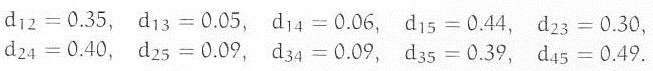 d₁₂ = 0.35, d₁₃ = 0.05, d₁₄ = 0.06, d₁₅ = 0.44, d₂₃ = 0.30,
d₂₄ = 0.40, d₂₅ = 0.09, d₃₄ = 0.09, d₃₅ = 0.39, d₄₅ = 0.49.